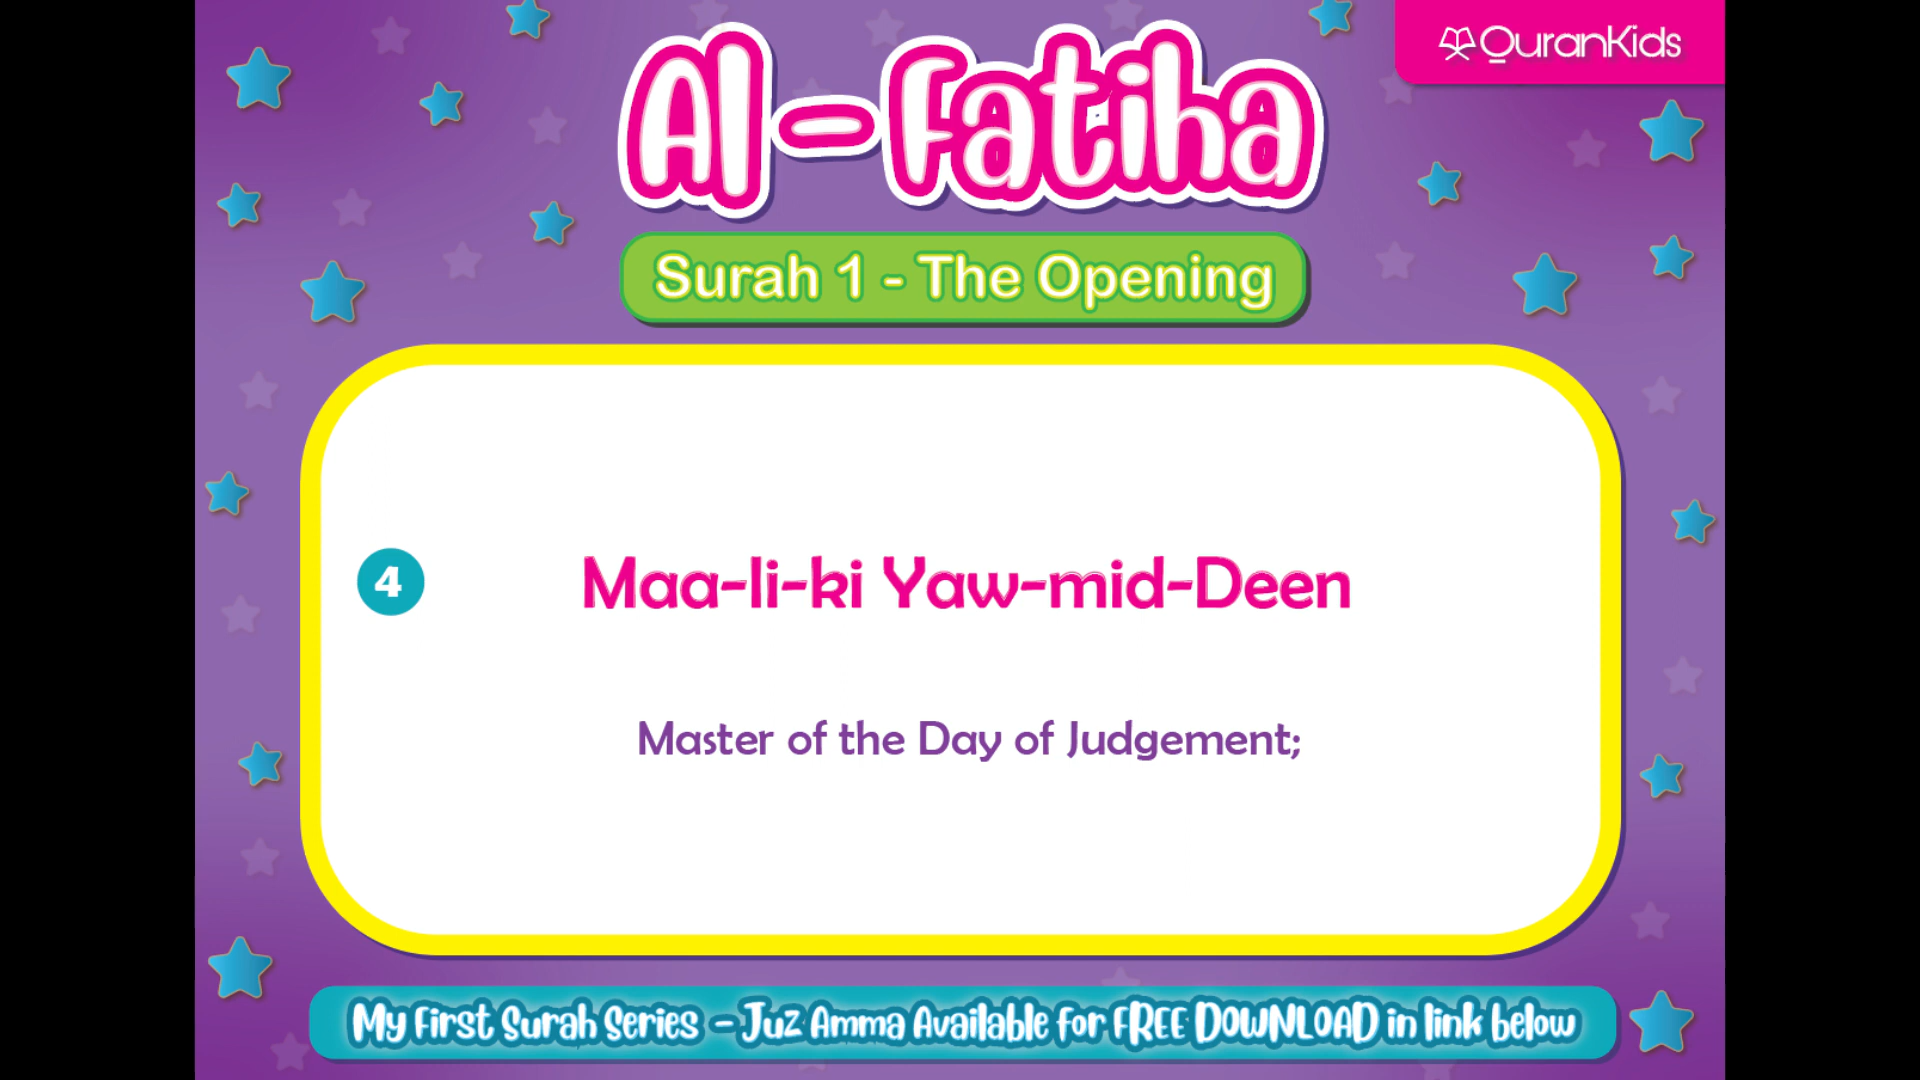 QuranKids
Al-Fatiha
Surah 1 - The Opening
4
Maa-li-ki Yaw-mid-Deen
Master of the Day of Judgement;
My First Surah Series - Juz Amma Available for FREE DOWNLOAD in link below